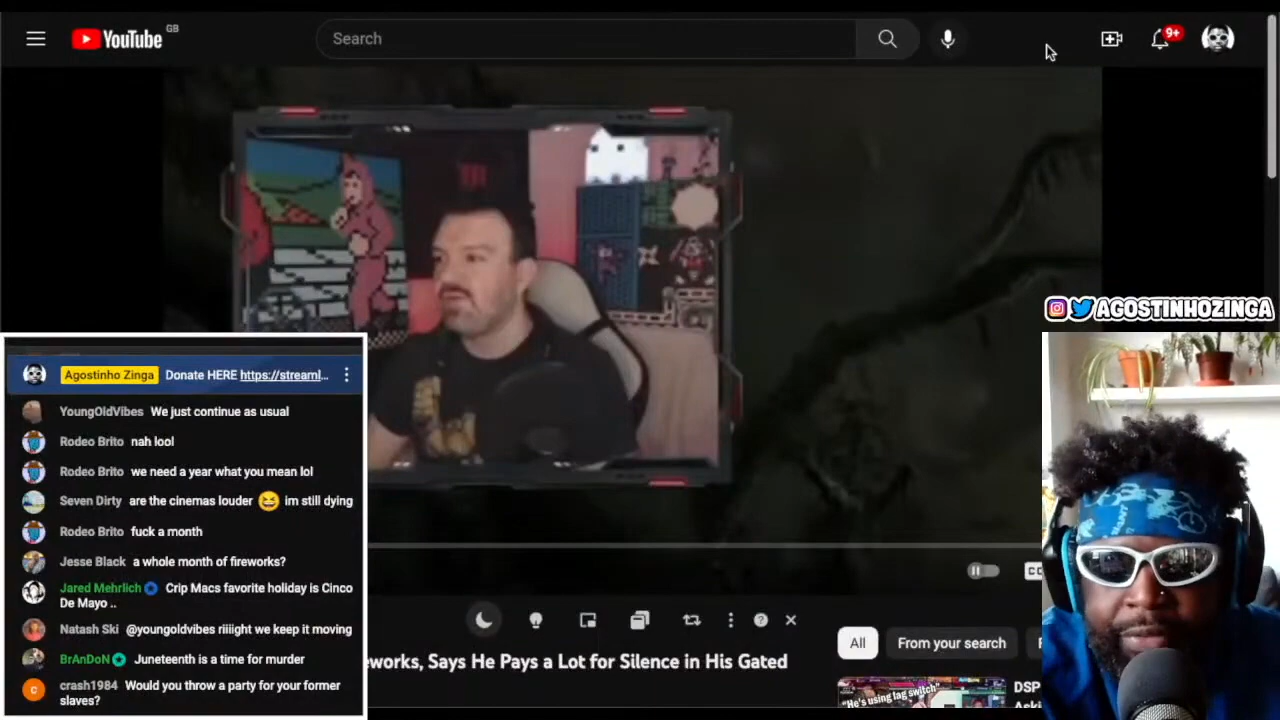 YouTube GB
Search
9+
AGOSTINHOZINGA
Agostinho Zinga Donate HERE https://streaml...
YoungOldVibes We just continue as usual
Rodeo Brito nah lool
Rodeo Brito we need a year what you mean lol
Seven Dirty are the cinemas louder 😆 im still dying
Rodeo Brito fuck a month
Jesse Black a whole month of fireworks?
Jared Mehrlich Crip Macs favorite holiday is Cinco
De Mayo ..
Natash Ski @youngoldvibes riiiight we keep it moving
BrAnDoN Juneteenth is a time for murder
crash1984 Would you throw a party for your former
slaves?
eworks, Says He Pays a Lot for Silence in His Gated
All
From your search
"He's using lag switch"
DSP